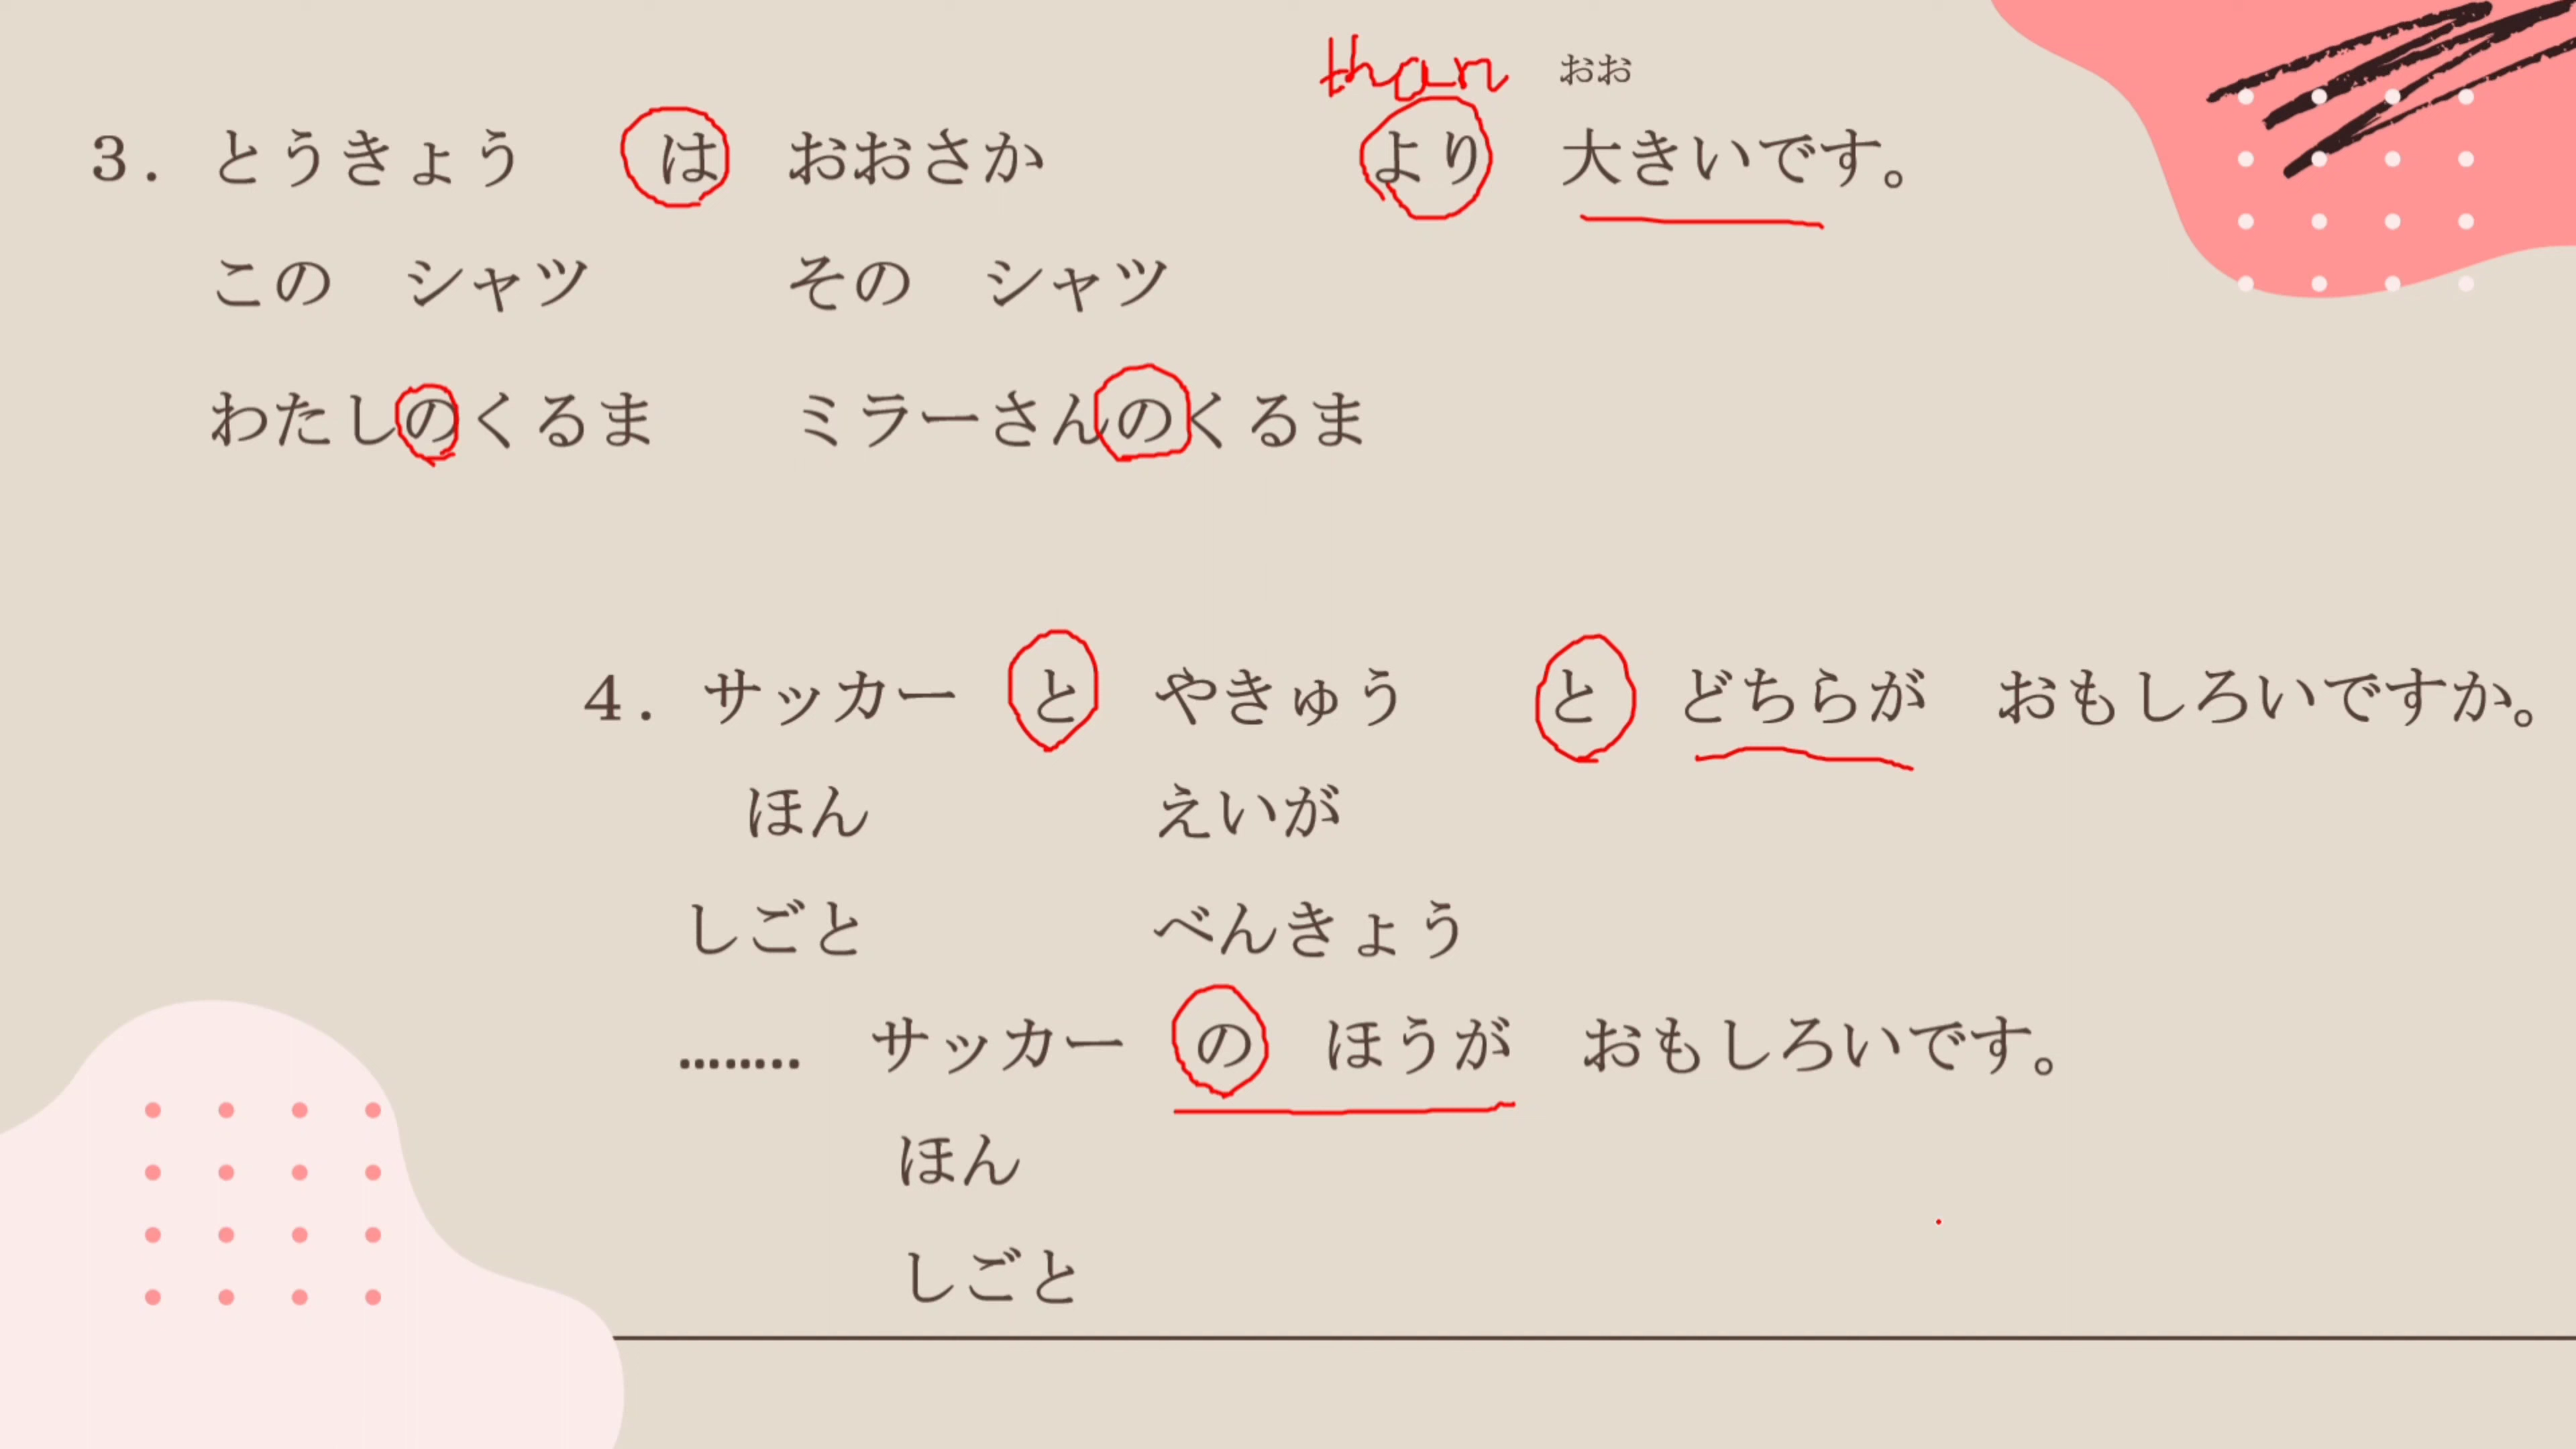 than おお
3. とうきょう は おおさか より 大きいです。
この シャツ その シャツ
わたしのくるま ミラーさんのくるま
4. サッカー と やきゅう と どちらが おもしろいですか。
ほん えいが
しごと べんきょう
........ サッカー の ほうが おもしろいです。
ほん
しごと